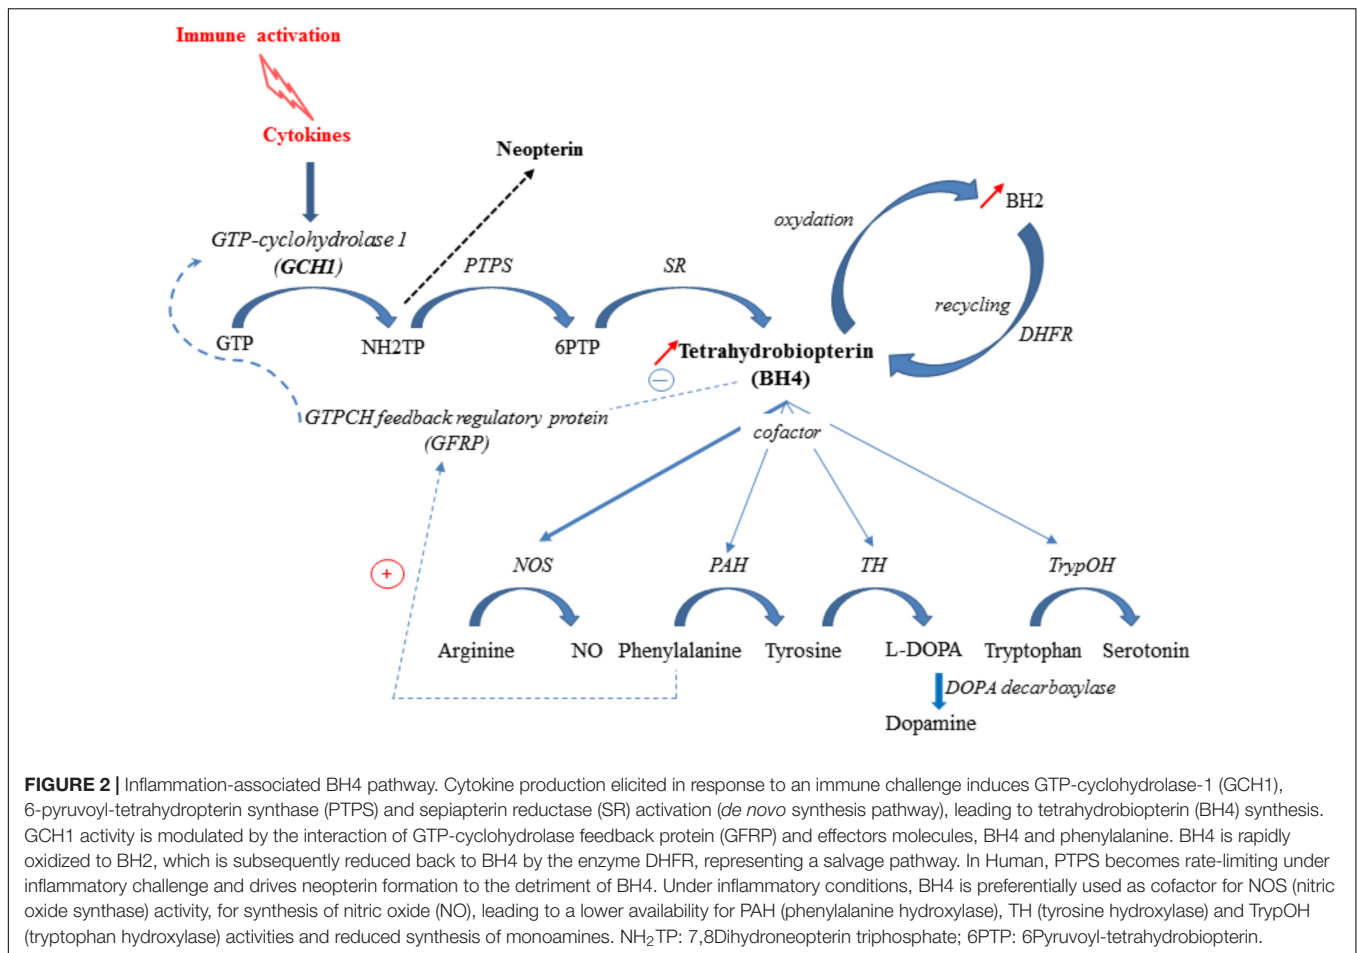 Immune activation
Cytokines
Neopterin
BH2
oxydation
GTP-cyclohydrolase 1
(GCH1)
PTPS
SR
recycling
DHFR
GTP
NH2TP
6PTP
Tetrahydrobiopterin
(BH4)
−
GTPCH feedback regulatory protein
(GFRP)
cofactor
+
NOS
PAH
TH
TrypOH
Arginine
NO
Phenylalanine
Tyrosine
L-DOPA
Tryptophan
Serotonin
DOPA decarboxylase
Dopamine
FIGURE 2 | Inflammation-associated BH4 pathway. Cytokine production elicited in response to an immune challenge induces GTP-cyclohydrolase-1 (GCH1),
6-pyruvoyl-tetrahydropterin synthase (PTPS) and sepiapterin reductase (SR) activation (de novo synthesis pathway), leading to tetrahydrobiopterin (BH4) synthesis.
GCH1 activity is modulated by the interaction of GTP-cyclohydrolase feedback protein (GFRP) and effectors molecules, BH4 and phenylalanine. BH4 is rapidly
oxidized to BH2, which is subsequently reduced back to BH4 by the enzyme DHFR, representing a salvage pathway. In Human, PTPS becomes rate-limiting under
inflammatory challenge and drives neopterin formation to the detriment of BH4. Under inflammatory conditions, BH4 is preferentially used as cofactor for NOS (nitric
oxide synthase) activity, for synthesis of nitric oxide (NO), leading to a lower availability for PAH (phenylalanine hydroxylase), TH (tyrosine hydroxylase) and TrypOH
(tryptophan hydroxylase) activities and reduced synthesis of monoamines. NH₂TP: 7,8Dihydroneopterin triphosphate; 6PTP: 6Pyruvoyl-tetrahydrobiopterin.